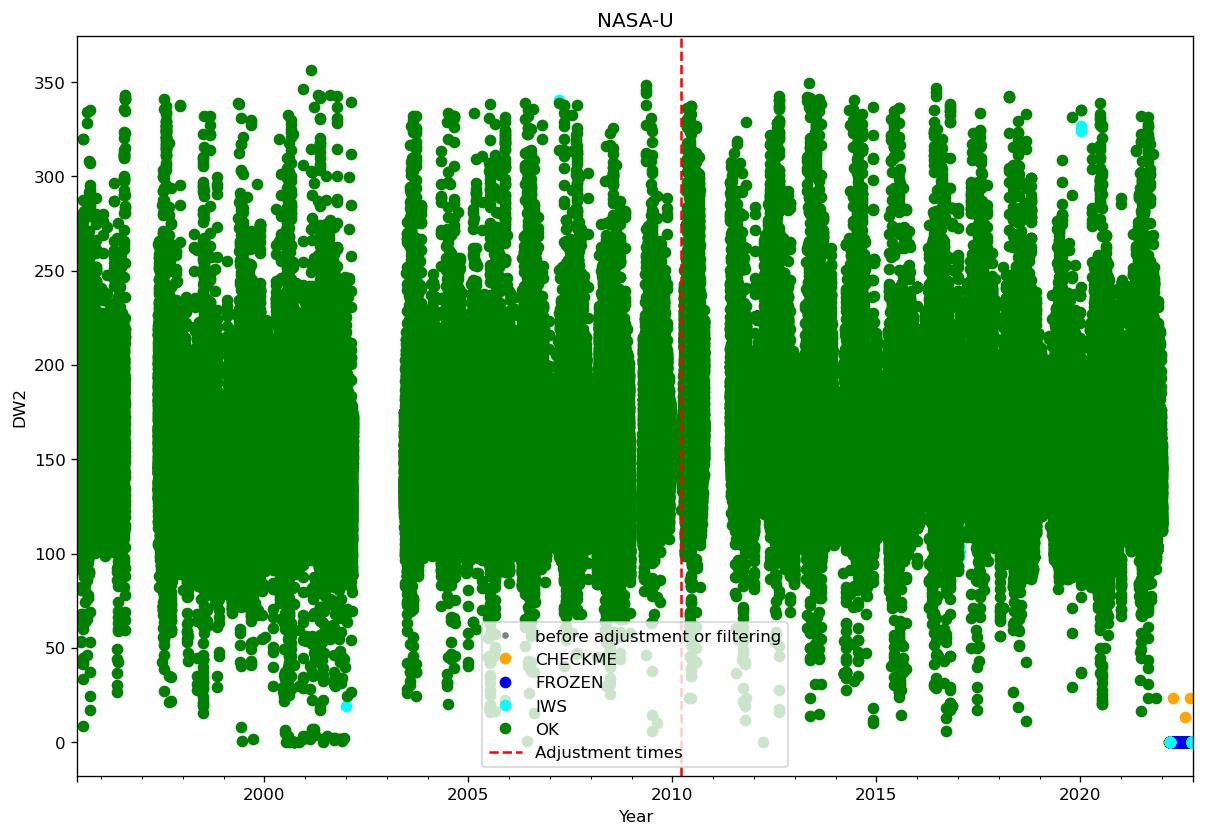 NASA-U
350
300
250
200
150
100
50
0
DW2
before adjustment or filtering
CHECKME
FROZEN
IWS
OK
Adjustment times
2000
2005
2010
2015
2020
Year